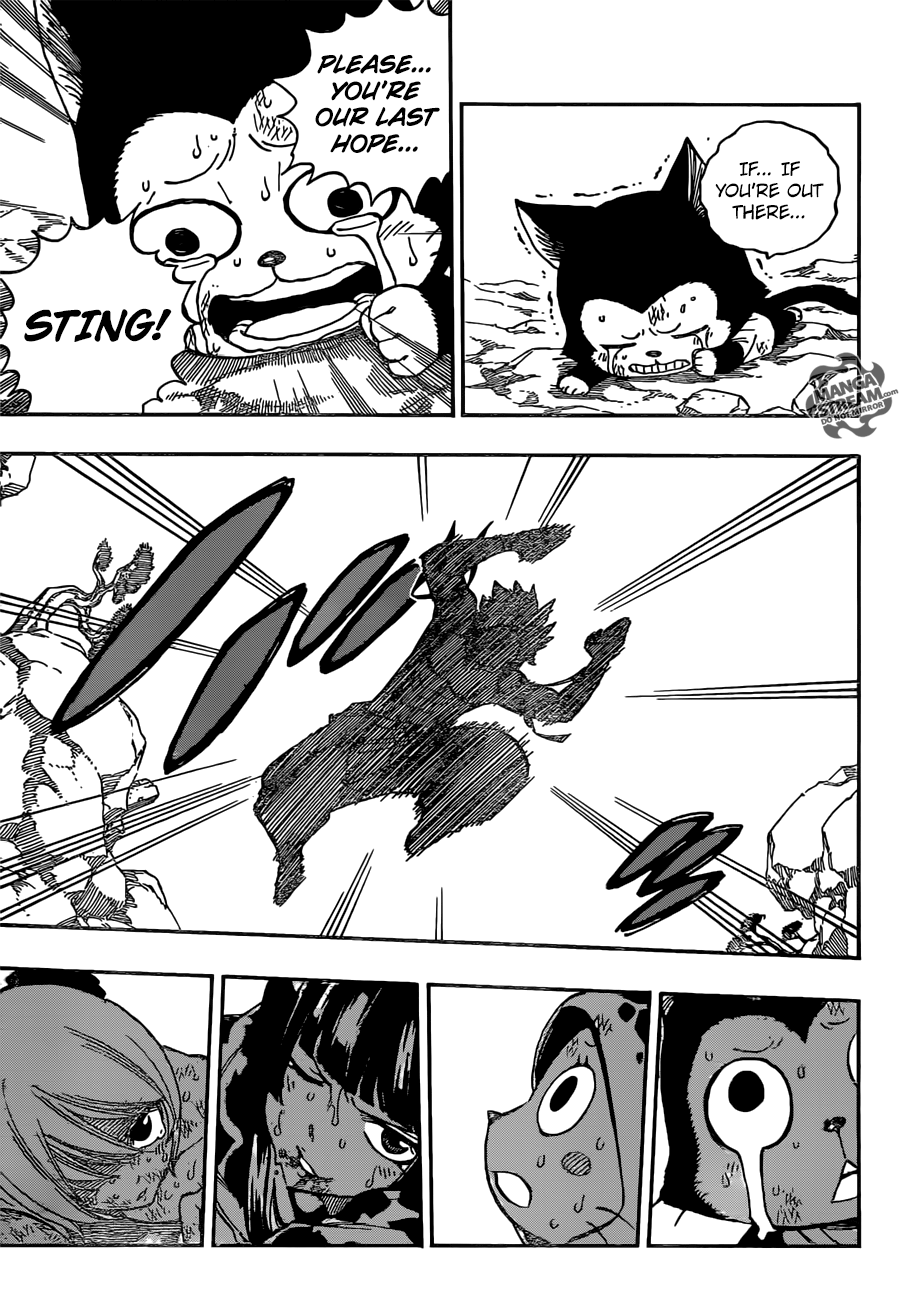 IF... IF
YOU'RE OUT
THERE...
PLEASE...
YOU'RE
OUR LAST
HOPE...
STING!
MANGA
STREAM.com
DO NOT MIRROR